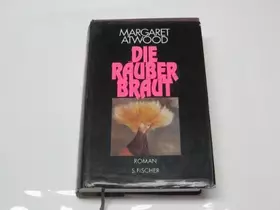 MARGARET
ATWOOD
DIE
RÄUBER
BRAUT
ROMAN
S. FISCHER